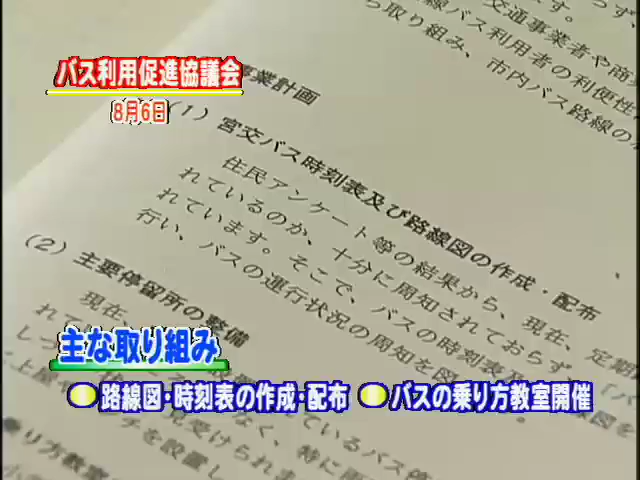 バス利用促進協議会
8月6日
交通事業者や商
線バス利用者の利便性
ら取り組み、市内バス路線の
事業計画
(1) 宮交バス時刻表及び路線図の作成・配布
住民アンケート等の結果から、現在、定期
れているのか、十分に周知されておらず
れています。そこで、バスの時刻表及
行い、バスの運行状況の周知を図
(2) 主要停留所の整備
現在、
主な取り組み
路線図・時刻表の作成・配布
バスの乗り方教室開催